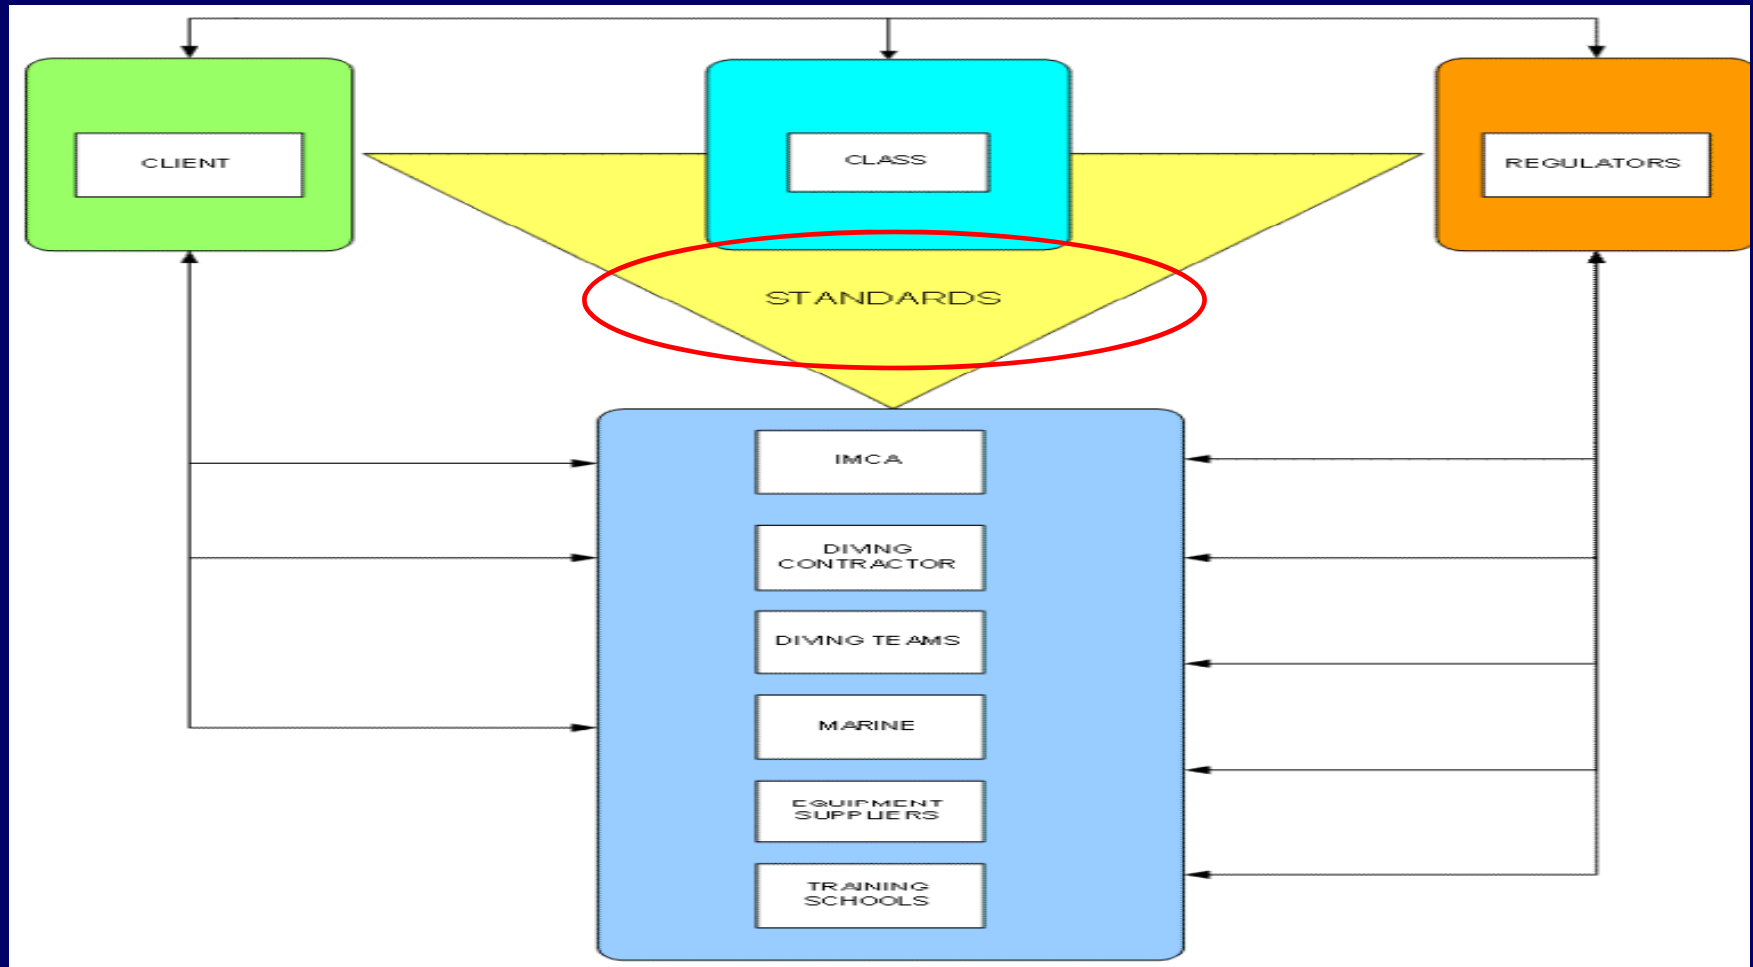 CLIENT
CLASS
REGULATORS
STANDARDS
IMCA
DIVING
CONTRACTOR
DIVING TEAMS
MARINE
EQUIPMENT
SUPPLIERS
TRAINING
SCHOOLS